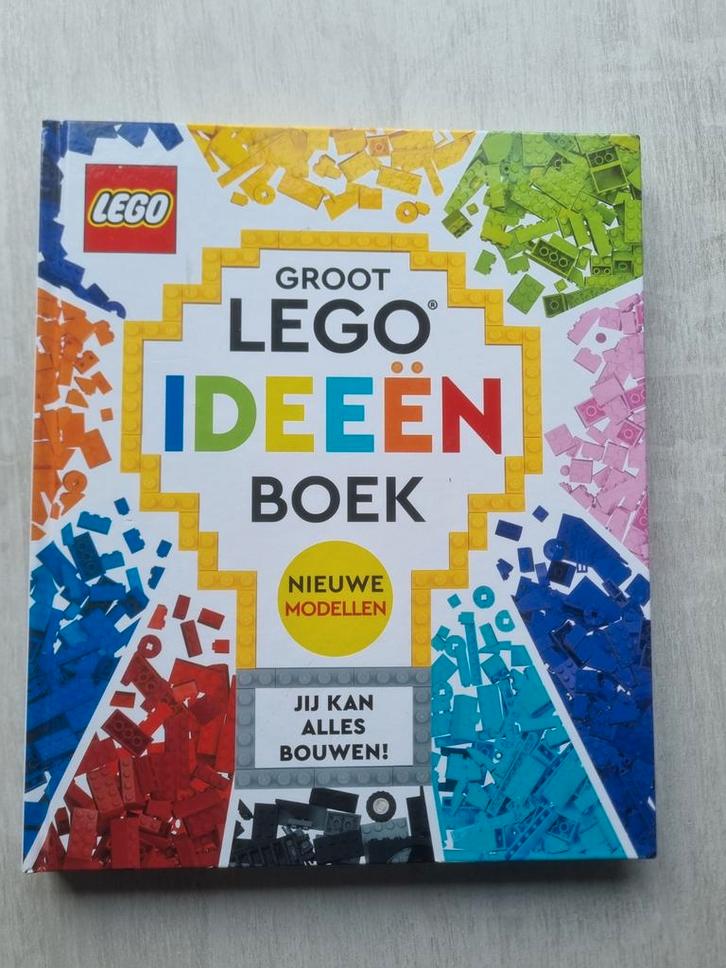 LEGO
GROOT
LEGO®
IDEEËN
BOEK
NIEUWE
MODELLEN
JIJ KAN
ALLES
BOUWEN!